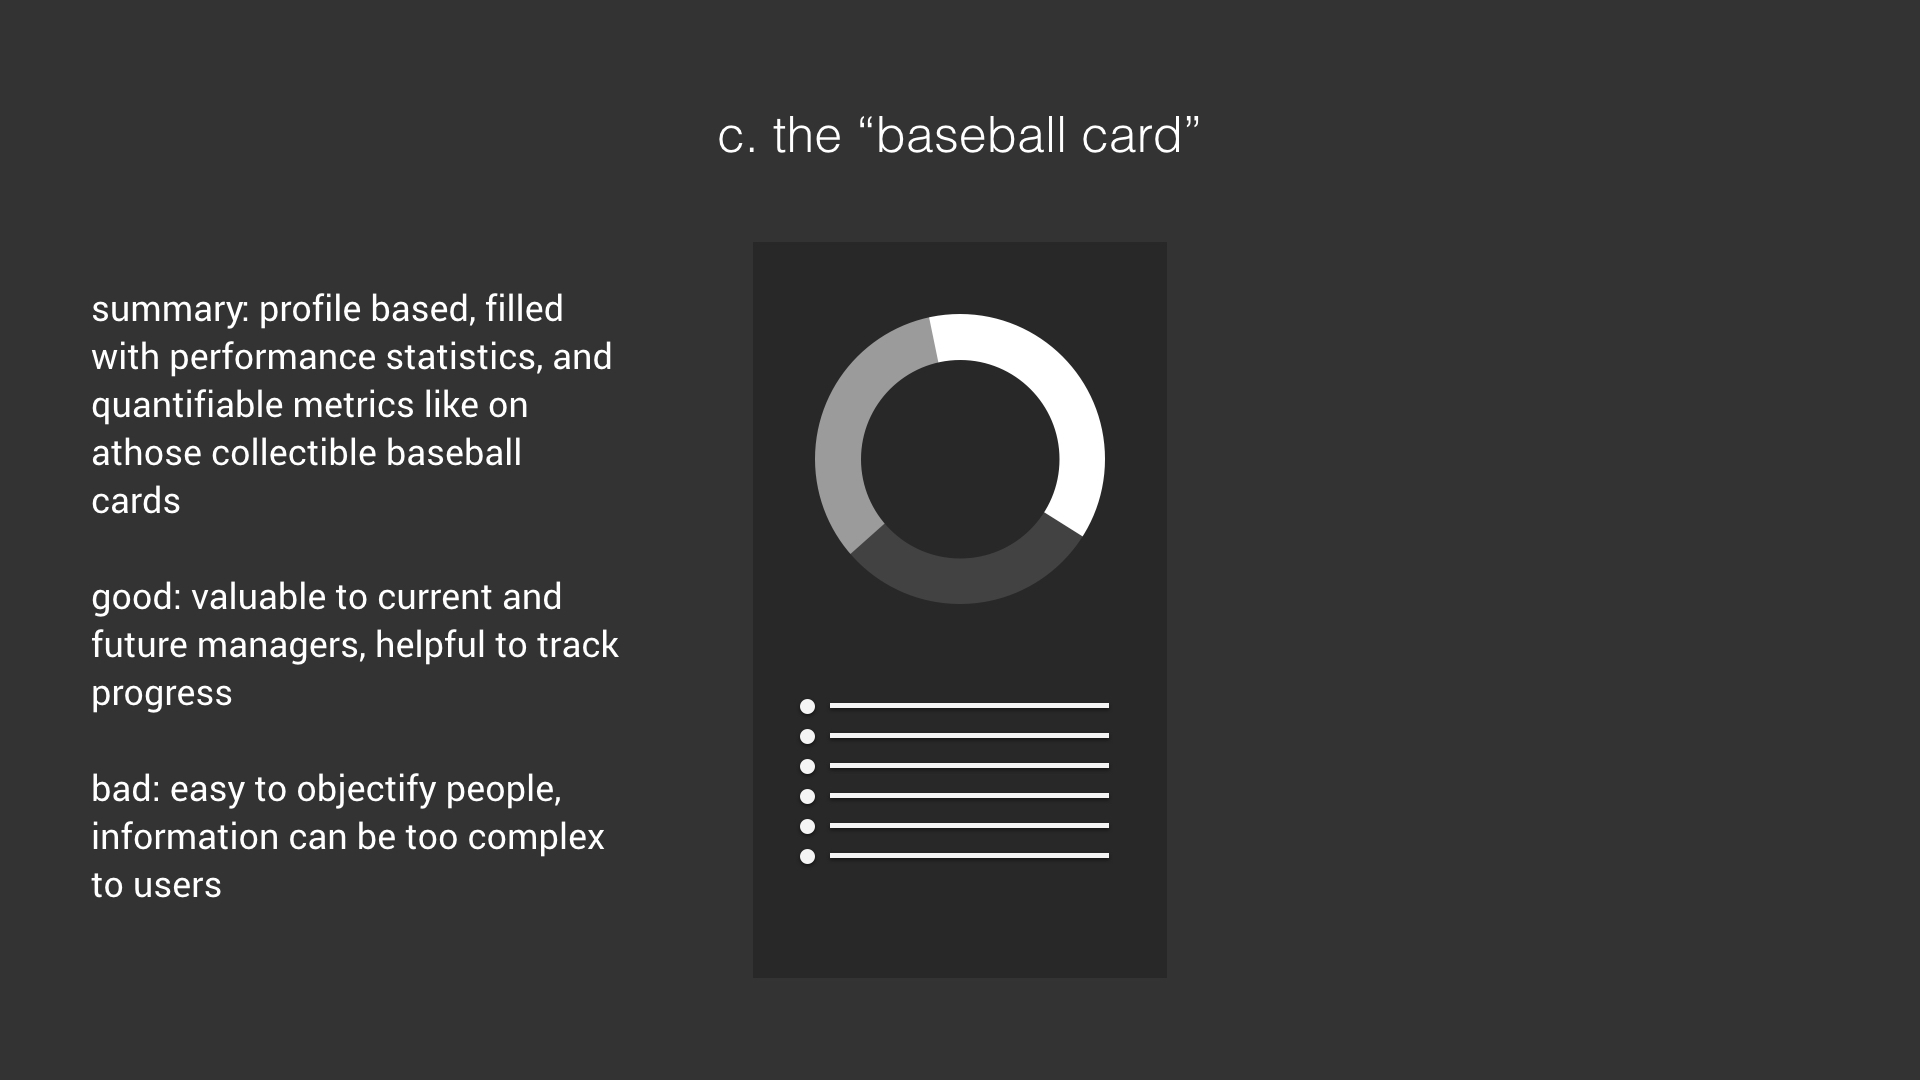 c. the “baseball card”
summary: profile based, filled
with performance statistics, and
quantifiable metrics like on
athose collectible baseball
cards
good: valuable to current and
future managers, helpful to track
progress
bad: easy to objectify people,
information can be too complex
to users